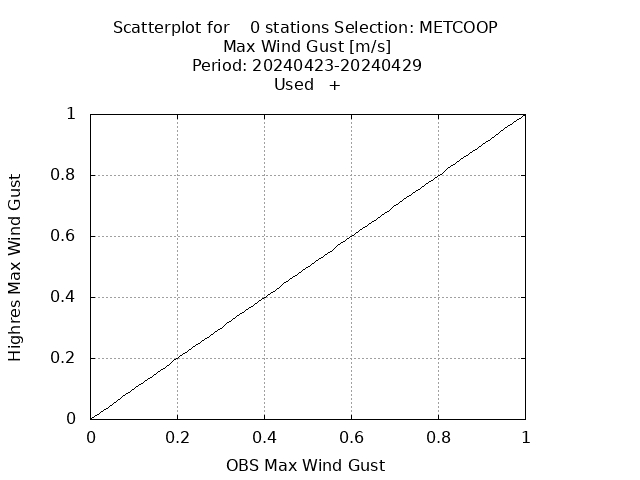 Scatterplot for    0 stations Selection: METCOOP
Max Wind Gust [m/s]
Period: 20240423-20240429
Used   +
1
0.8
0.6
0.4
0.2
0
Highres Max Wind Gust
0 0.2 0.4 0.6 0.8 1
OBS Max Wind Gust